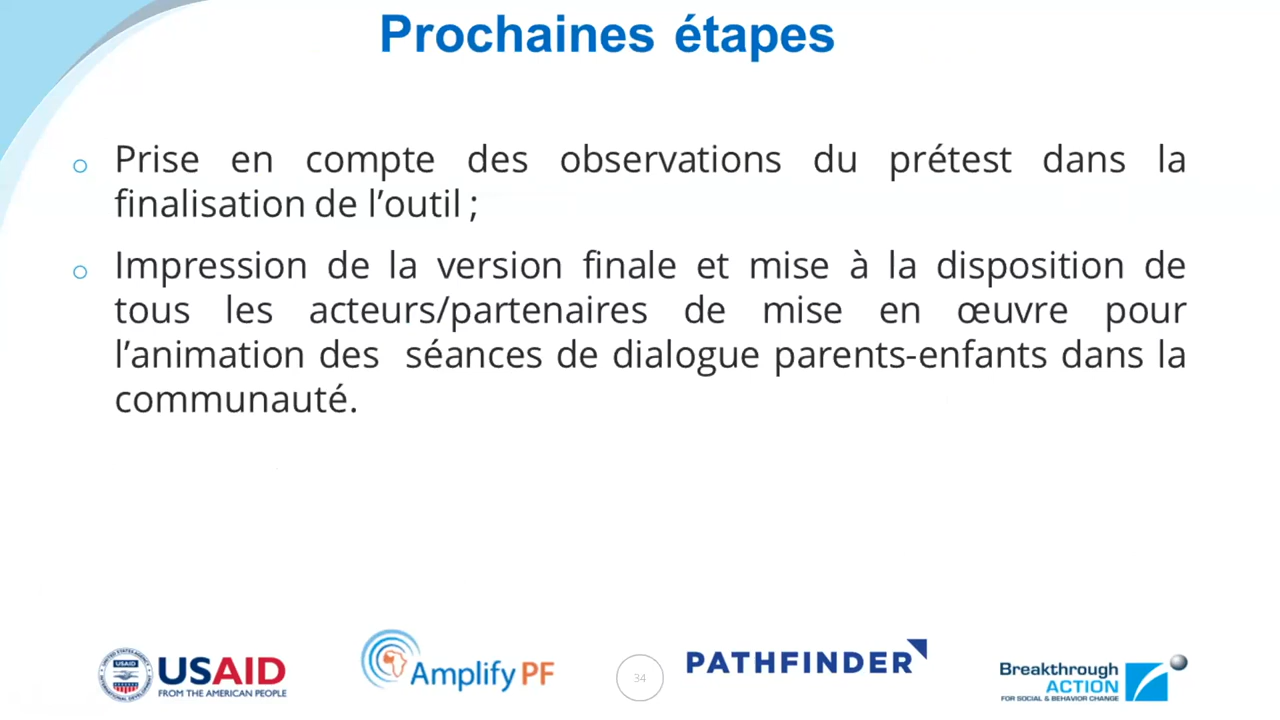 Prochaines étapes
o Prise en compte des observations du prétest dans la
finalisation de l’outil ;
o Impression de la version finale et mise à la disposition de
tous les acteurs/partenaires de mise en œuvre pour
l’animation des séances de dialogue parents-enfants dans la
communauté.
USAID
USAID
FROM THE AMERICAN PEOPLE
Amplify PF
34
PATHFINDER
Breakthrough
ACTION
FOR SOCIAL & BEHAVIOR CHANGE